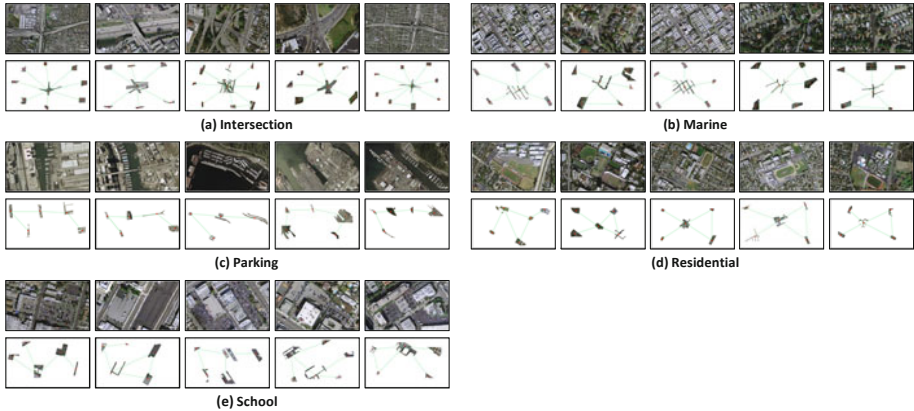 (a) Intersection
(b) Marine
(c) Parking
(d) Residential
(e) School